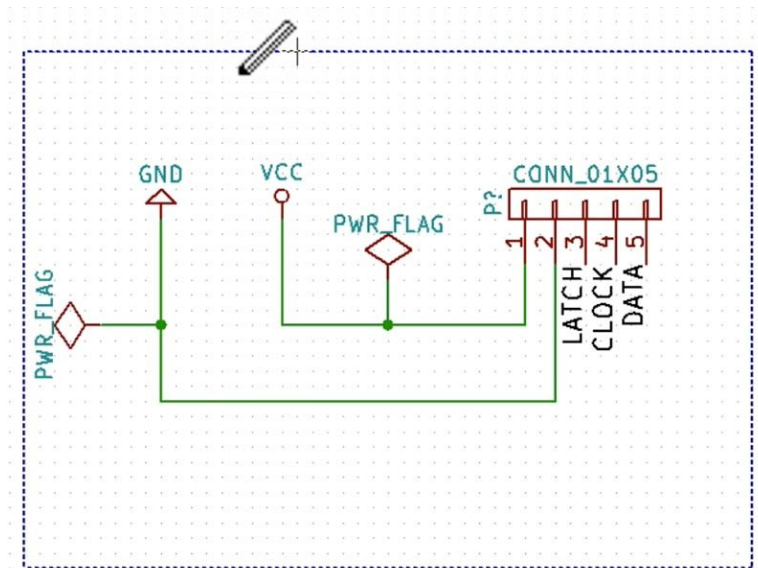 GND
VCC
CONN_01X05
P?
PWR_FLAG
1
2
3
4
5
LATCH
CLOCK
DATA
PWR_FLAG